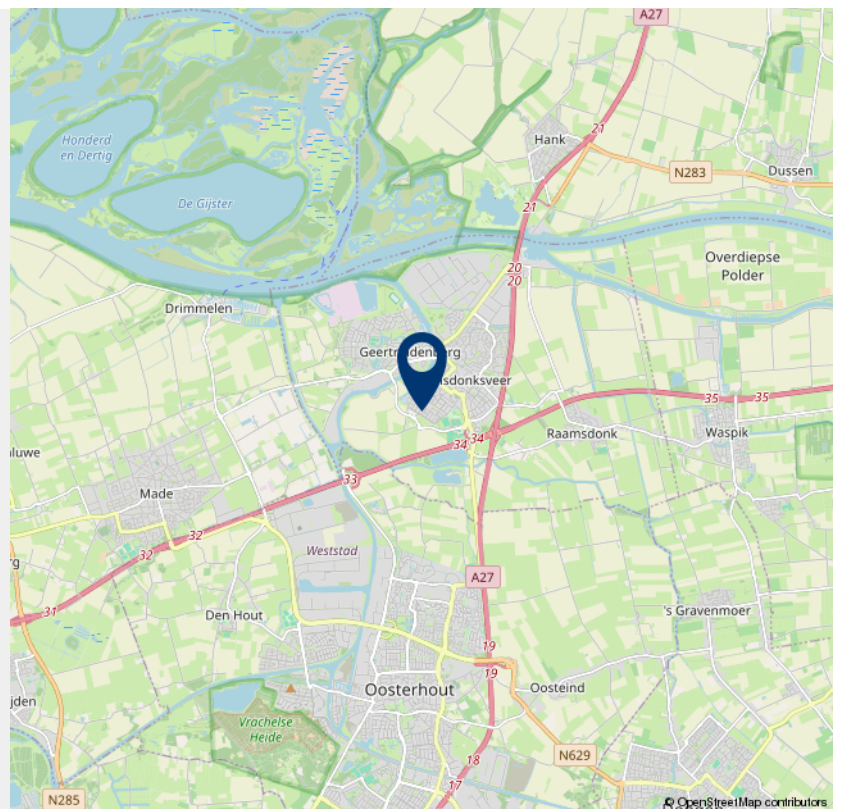 A27
Honderd
en Dertig
De Gijster
Hank
21
N283
Dussen
21
Overdiepse
Polder
20
20
Drimmelen
Geertruidenberg
sdonksveer
35
35
34
34
Raamsdonk
Waspik
luwe
33
Made
32
32
Weststad
A27
31
Den Hout
's Gravenmoer
19
19
Oosterhout
Oosteind
jden
Vrachelse
Heide
18
N629
17
N285
© OpenStreetMap contributors